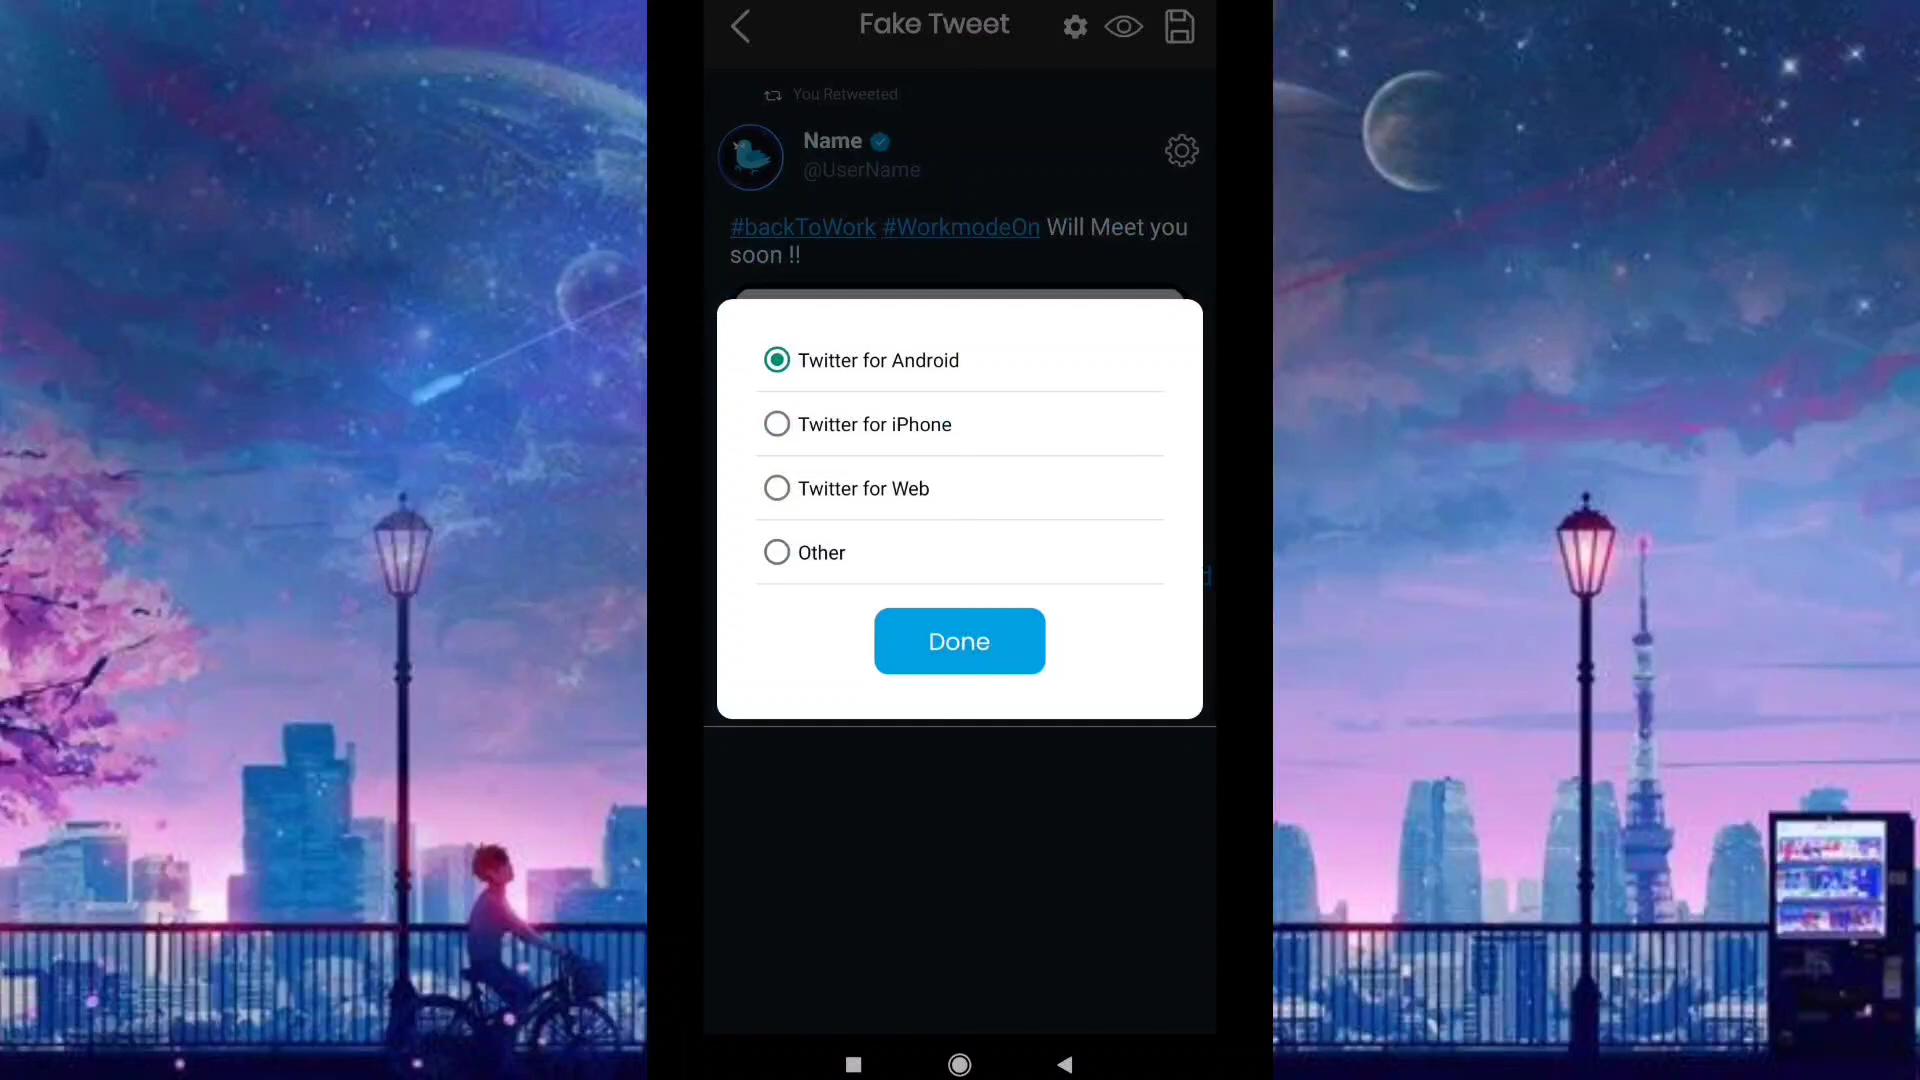 Fake Tweet
You Retweeted
Name
@UserName
#backToWork #WorkmodeOn Will Meet you
soon !!
Twitter for Android
Twitter for iPhone
Twitter for Web
Other
Done